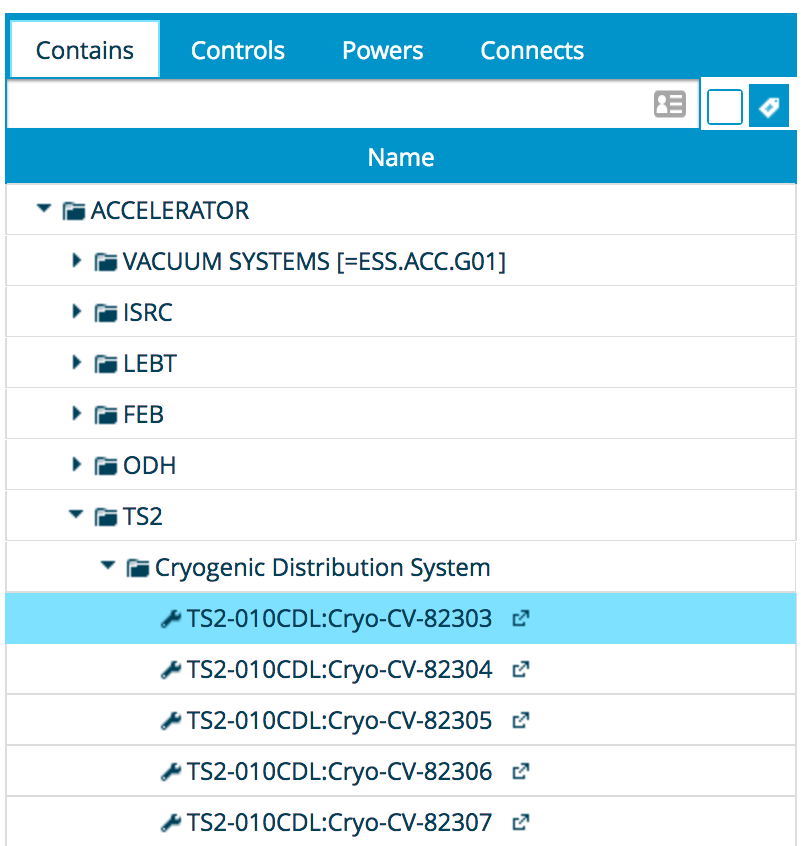 Contains Controls Powers Connects
Name
ACCELERATOR
VACUUM SYSTEMS [=ESS.ACC.G01]
ISRC
LEBT
FEB
ODH
TS2
Cryogenic Distribution System
TS2-010CDL:Cryo-CV-82303
TS2-010CDL:Cryo-CV-82304
TS2-010CDL:Cryo-CV-82305
TS2-010CDL:Cryo-CV-82306
TS2-010CDL:Cryo-CV-82307